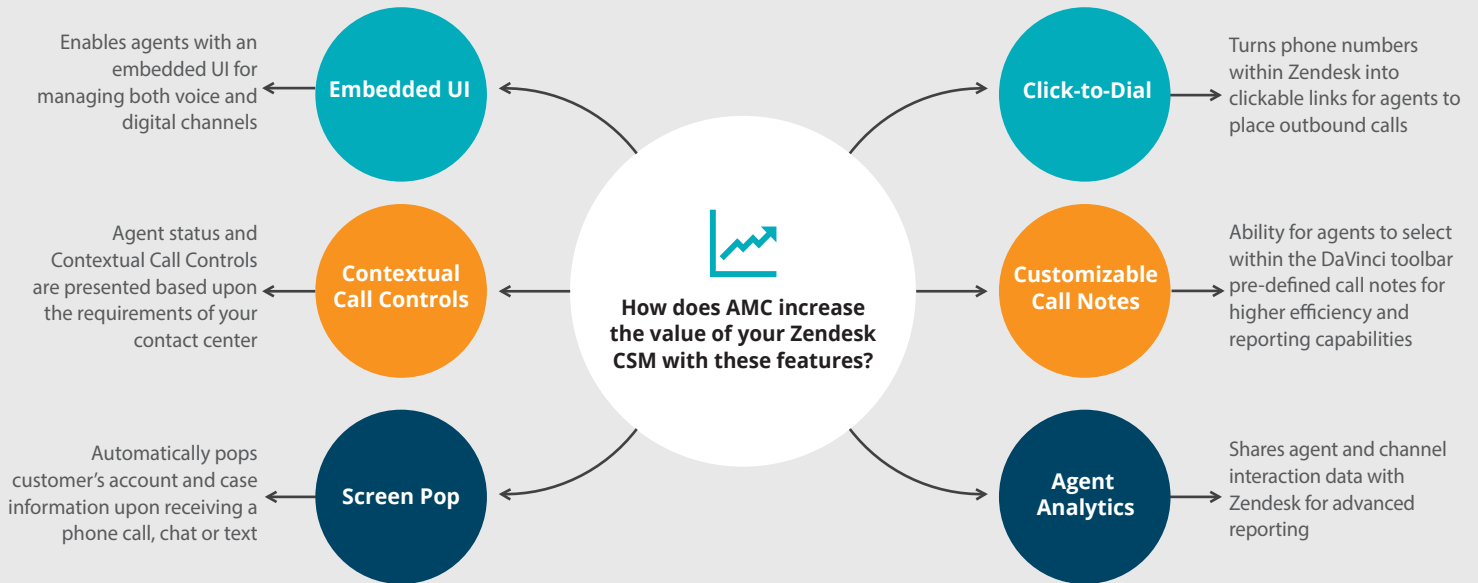 Enables agents with an
embedded UI for
managing both voice and
digital channels
Embedded UI
Click-to-Dial
Turns phone numbers
within Zendesk into
clickable links for agents to
place outbound calls
Agent status and
Contextual Call Controls
are presented based upon
the requirements of your
contact center
Contextual
Call Controls
How does AMC increase
the value of your Zendesk
CSM with these features?
Customizable
Call Notes
Ability for agents to select
within the DaVinci toolbar
pre-defined call notes for
higher efficiency and
reporting capabilities
Automatically pops
customer’s account and case
information upon receiving a
phone call, chat or text
Screen Pop
Agent
Analytics
Shares agent and channel
interaction data with
Zendesk for advanced
reporting